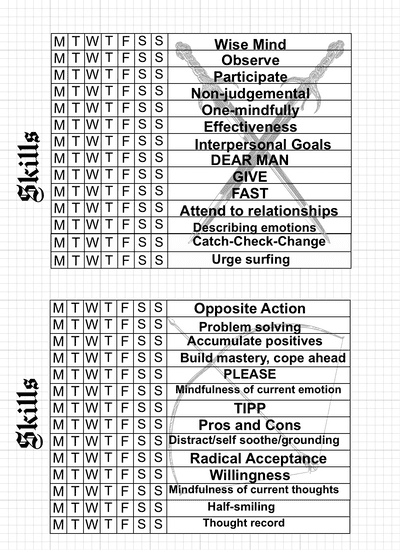 Skills
M T W T F S S Wise Mind
M T W T F S S Observe
M T W T F S S Participate
M T W T F S S Non-judgemental
M T W T F S S One-mindfully
M T W T F S S Effectiveness
M T W T F S S Interpersonal Goals
M T W T F S S DEAR MAN
M T W T F S S GIVE
M T W T F S S FAST
M T W T F S S Attend to relationships
M T W T F S S Describing emotions
M T W T F S S Catch-Check-Change
M T W T F S S Urge surfing
Skills
M T W T F S S Opposite Action
M T W T F S S Problem solving
M T W T F S S Accumulate positives
M T W T F S S Build mastery, cope ahead
M T W T F S S PLEASE
M T W T F S S Mindfulness of current emotion
M T W T F S S TIPP
M T W T F S S Pros and Cons
M T W T F S S Distract/self soothe/grounding
M T W T F S S Radical Acceptance
M T W T F S S Willingness
M T W T F S S Mindfulness of current thoughts
M T W T F S S Half-smiling
M T W T F S S Thought record